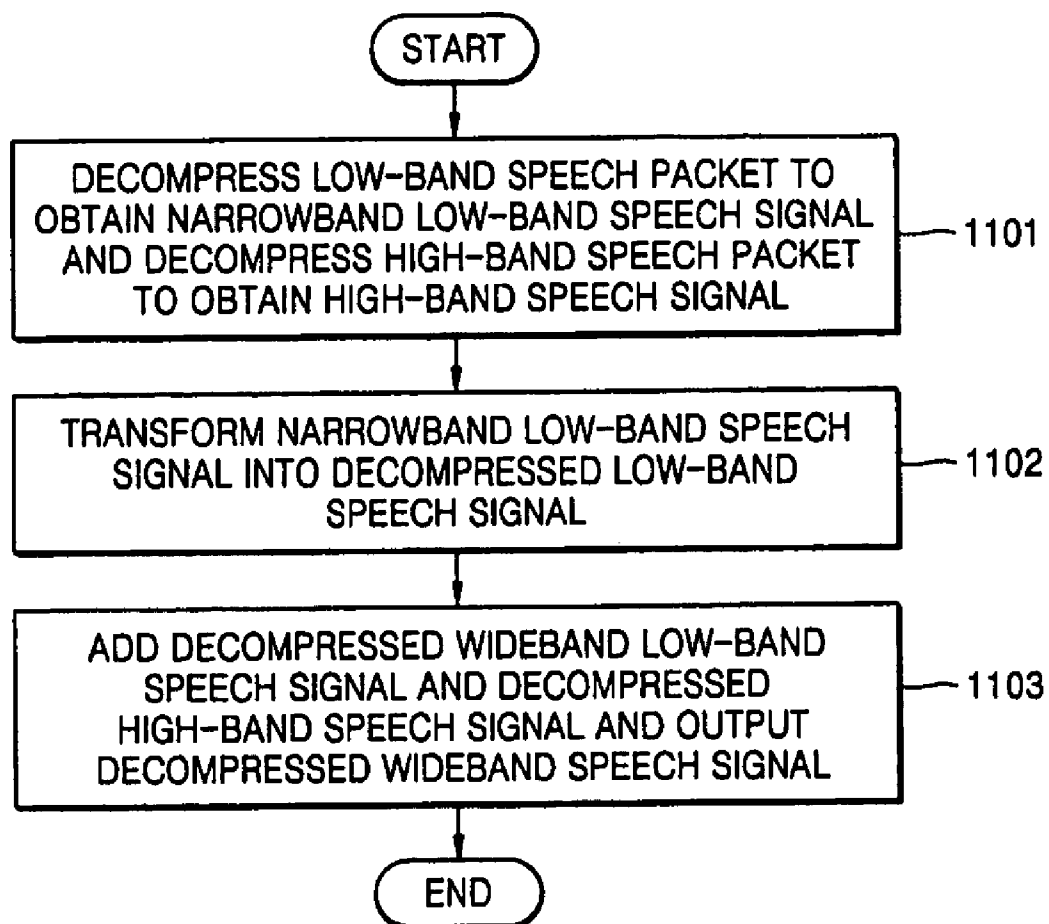 START
DECOMPRESS LOW-BAND SPEECH PACKET TO
OBTAIN NARROWBAND LOW-BAND SPEECH SIGNAL
AND DECOMPRESS HIGH-BAND SPEECH PACKET
TO OBTAIN HIGH-BAND SPEECH SIGNAL
1101
TRANSFORM NARROWBAND LOW-BAND SPEECH
SIGNAL INTO DECOMPRESSED LOW-BAND
SPEECH SIGNAL
1102
ADD DECOMPRESSED WIDEBAND LOW-BAND
SPEECH SIGNAL AND DECOMPRESSED
HIGH-BAND SPEECH SIGNAL AND OUTPUT
DECOMPRESSED WIDEBAND SPEECH SIGNAL
1103
END